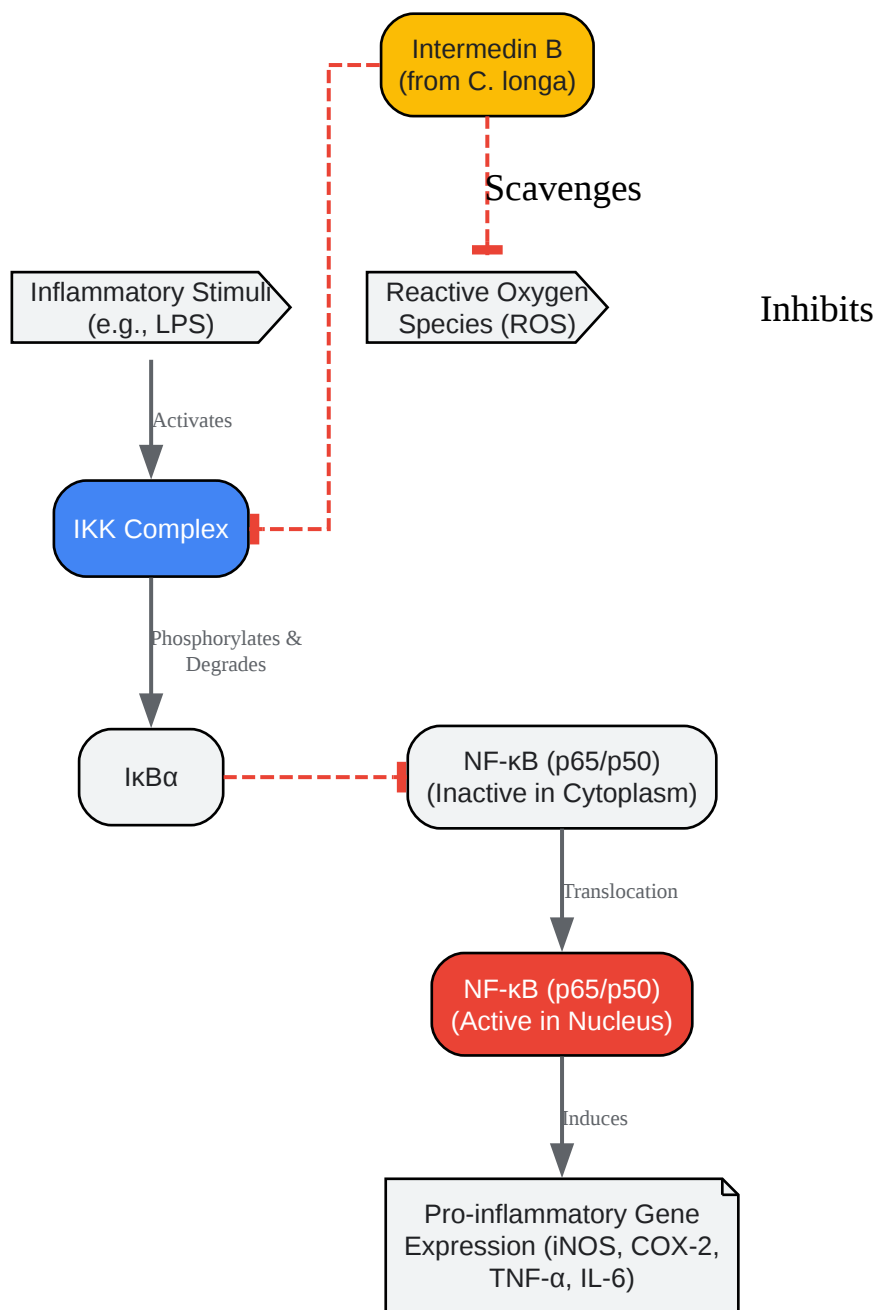 Intermedin B
(from C. longa)
Scavenges
Inflammatory Stimuli
(e.g., LPS)
Reactive Oxygen
Species (ROS)
Inhibits
Activates
IKK Complex
Phosphorylates &
Degrades
IκBα
NF-κB (p65/p50)
(Inactive in Cytoplasm)
Translocation
NF-κB (p65/p50)
(Active in Nucleus)
Induces
Pro-inflammatory Gene
Expression (iNOS, COX-2,
TNF-α, IL-6)